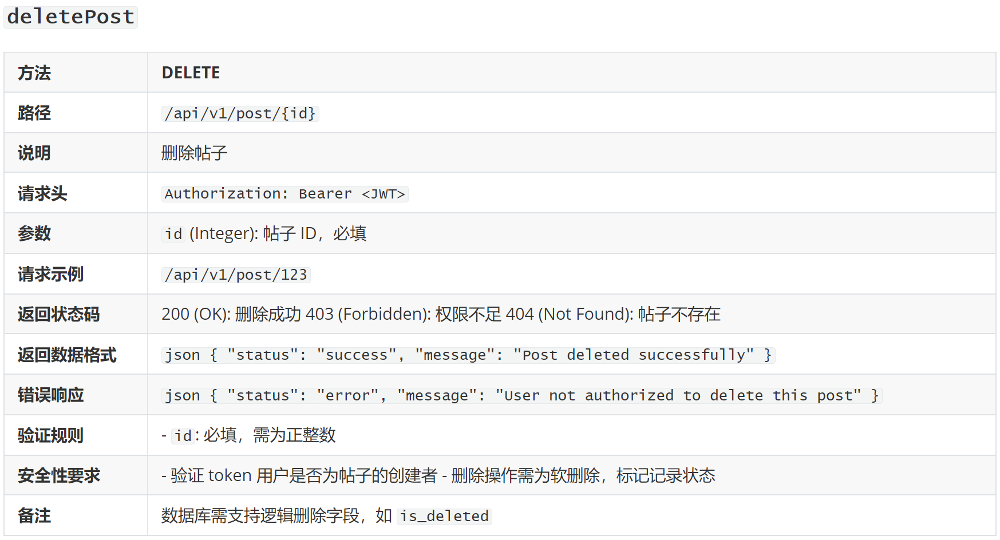 deletePost
方法 DELETE
路径 /api/v1/post/{id}
说明 删除帖子
请求头 Authorization: Bearer <JWT>
参数 id (Integer): 帖子 ID，必填
请求示例 /api/v1/post/123
返回状态码 200 (OK): 删除成功 403 (Forbidden): 权限不足 404 (Not Found): 帖子不存在
返回数据格式 json { "status": "success", "message": "Post deleted successfully" }
错误响应 json { "status": "error", "message": "User not authorized to delete this post" }
验证规则 - id: 必填，需为正整数
安全性要求 - 验证 token 用户是否为帖子的创建者 - 删除操作需为软删除，标记记录状态
备注 数据库需支持逻辑删除字段，如 is_deleted